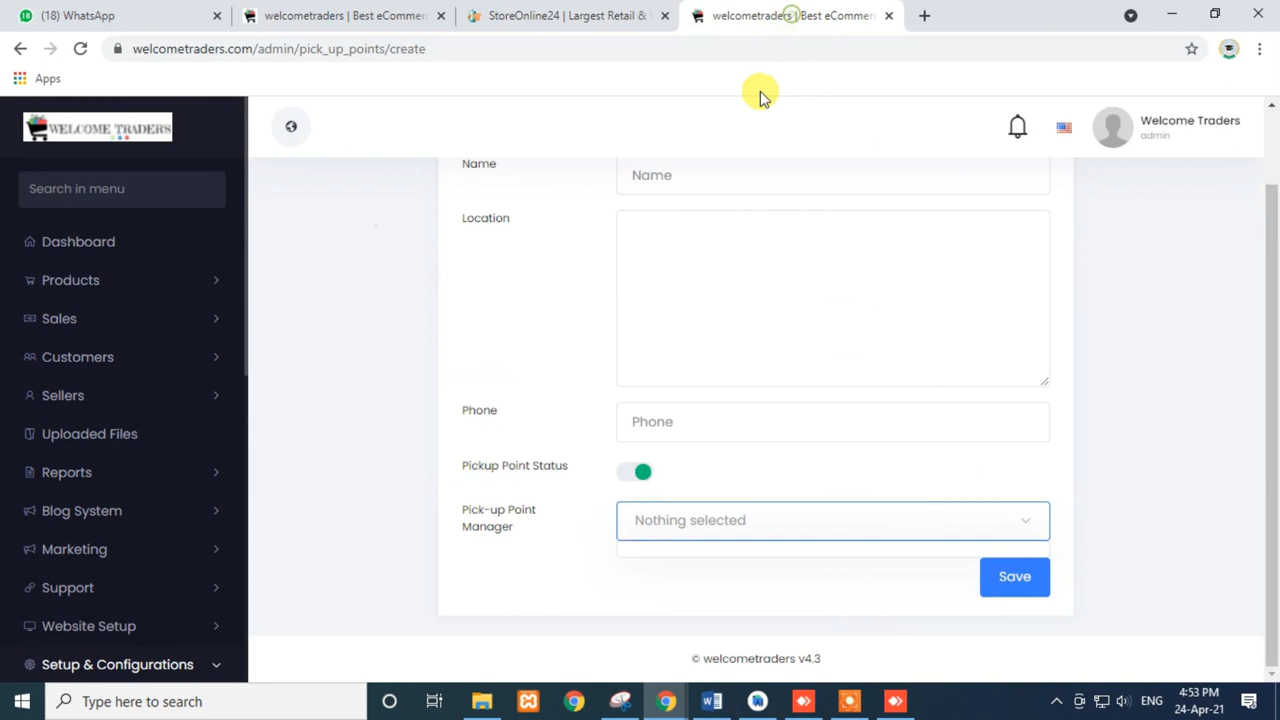 (18) WhatsApp
welcometraders | Best eCommerc
StoreOnline24 | Largest Retail &
welcometraders | Best eCommerc
welcometraders.com/admin/pick_up_points/create
Apps
WELCOME TRADERS
Welcome Traders
admin
Search in menu
Dashboard
Products
Sales
Customers
Sellers
Uploaded Files
Reports
Blog System
Marketing
Support
Website Setup
Setup & Configurations
Name
Name
Location
Phone
Phone
Pickup Point Status
Pick-up Point
Manager
Nothing selected
Save
© welcometraders v4.3
Type here to search
ENG
4:53 PM
24-Apr-21